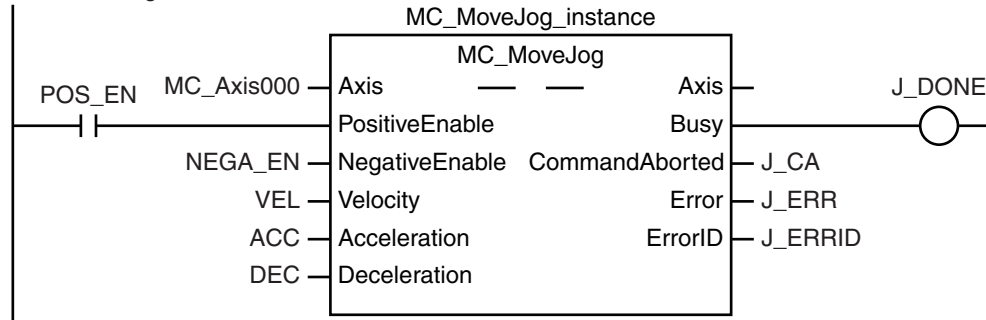 MC_MoveJog_instance
MC_MoveJog
POS_EN MC_Axis000 Axis Axis J_DONE
PositiveEnable Busy
NEGA_EN NegativeEnable CommandAborted J_CA
VEL Velocity Error J_ERR
ACC Acceleration ErrorID J_ERRID
DEC Deceleration